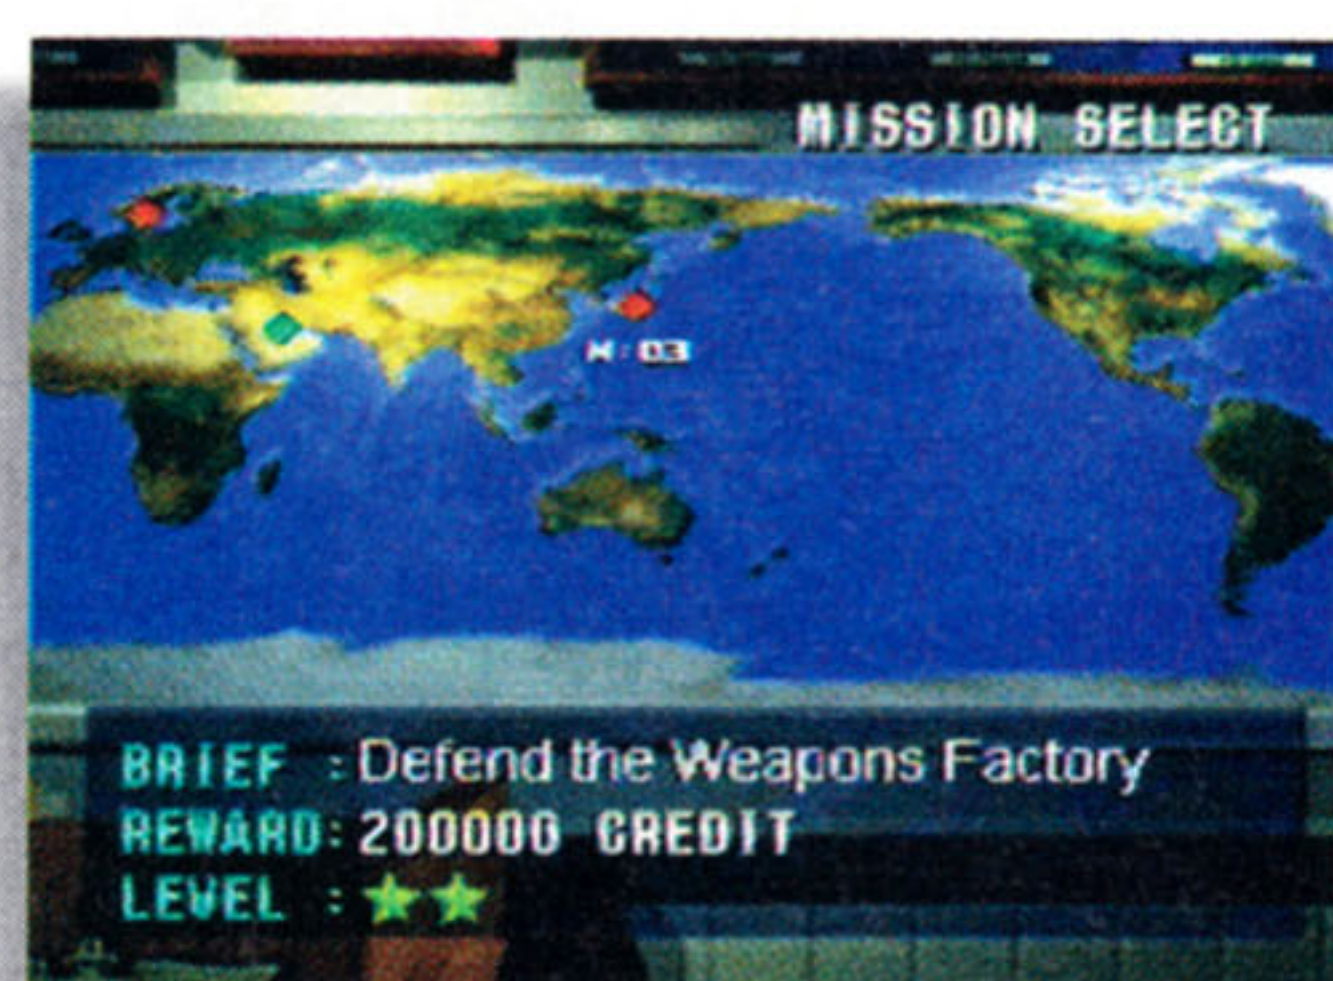 MISSION SELECT
M:03
BRIEF : Defend the Weapons Factory
REWARD: 200000 CREDIT
LEVEL : ★★